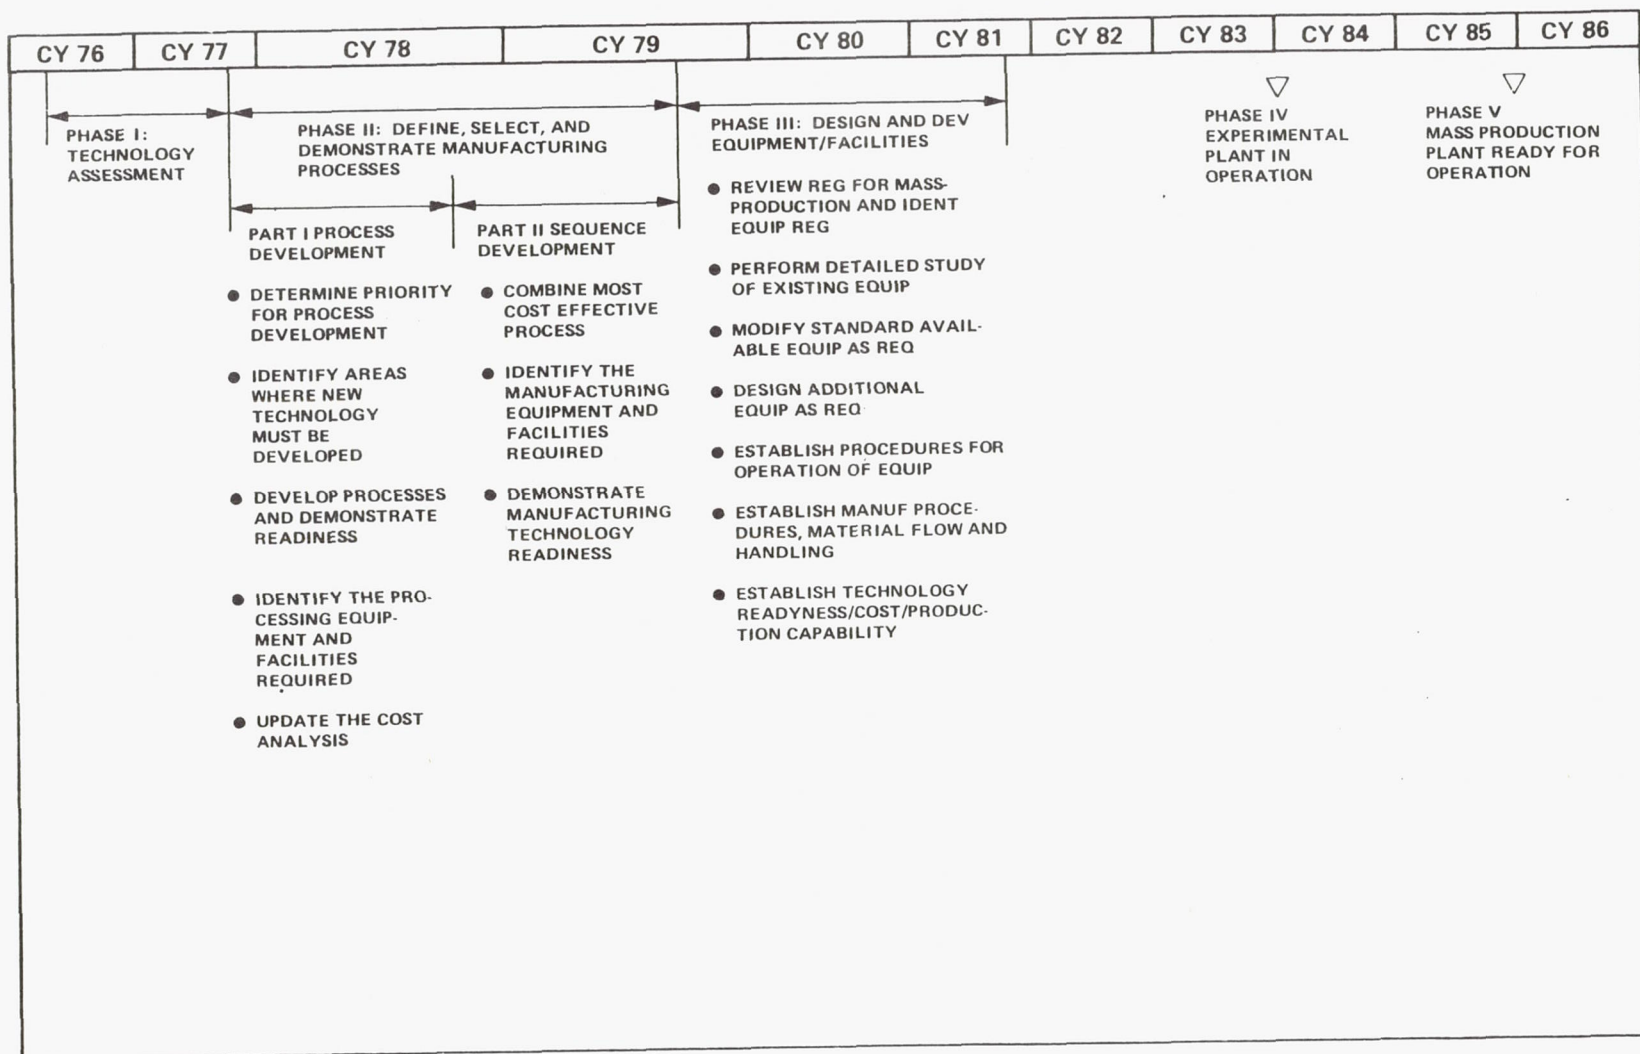 CY 76 CY 77 CY 78 CY 79 CY 80 CY 81 CY 82 CY 83 CY 84 CY 85 CY 86
PHASE I:
TECHNOLOGY
ASSESSMENT
PHASE II: DEFINE, SELECT, AND
DEMONSTRATE MANUFACTURING
PROCESSES
PART I PROCESS
DEVELOPMENT
● DETERMINE PRIORITY
FOR PROCESS
DEVELOPMENT
● IDENTIFY AREAS
WHERE NEW
TECHNOLOGY
MUST BE
DEVELOPED
● DEVELOP PROCESSES
AND DEMONSTRATE
READINESS
● IDENTIFY THE PRO-
CESSING EQUIP-
MENT AND
FACILITIES
REQUIRED
● UPDATE THE COST
ANALYSIS
PART II SEQUENCE
DEVELOPMENT
● COMBINE MOST
COST EFFECTIVE
PROCESS
● IDENTIFY THE
MANUFACTURING
EQUIPMENT AND
FACILITIES
REQUIRED
● DEMONSTRATE
MANUFACTURING
TECHNOLOGY
READINESS
PHASE III: DESIGN AND DEV
EQUIPMENT/FACILITIES
● REVIEW REG FOR MASS-
PRODUCTION AND IDENT
EQUIP REG
● PERFORM DETAILED STUDY
OF EXISTING EQUIP
● MODIFY STANDARD AVAIL-
ABLE EQUIP AS REQ
● DESIGN ADDITIONAL
EQUIP AS REQ
● ESTABLISH PROCEDURES FOR
OPERATION OF EQUIP
● ESTABLISH MANUF PROCE-
DURES, MATERIAL FLOW AND
HANDLING
● ESTABLISH TECHNOLOGY
READYNESS/COST/PRODUC-
TION CAPABILITY
PHASE IV
EXPERIMENTAL
PLANT IN
OPERATION
PHASE V
MASS PRODUCTION
PLANT READY FOR
OPERATION